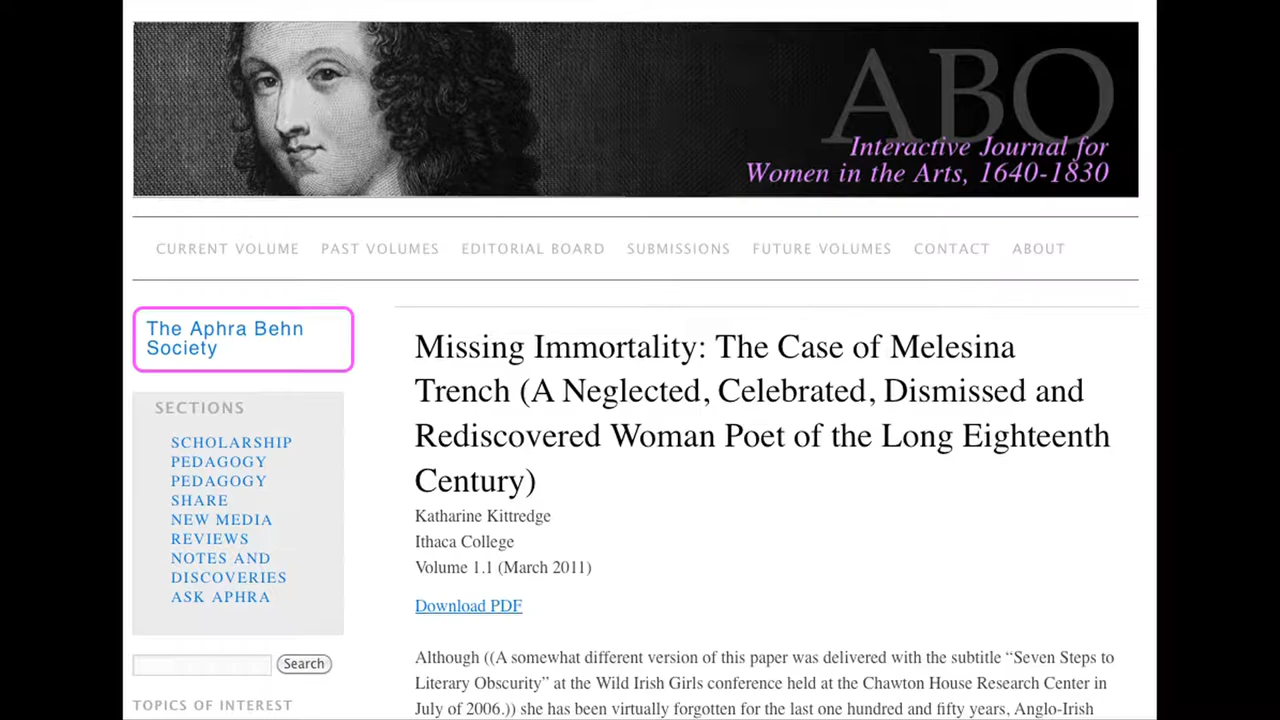 ABO
Interactive Journal for
Women in the Arts, 1640-1830
CURRENT VOLUME PAST VOLUMES EDITORIAL BOARD SUBMISSIONS FUTURE VOLUMES CONTACT ABOUT
The Aphra Behn
Society
SECTIONS
SCHOLARSHIP
PEDAGOGY
PEDAGOGY
SHARE
NEW MEDIA
REVIEWS
NOTES AND
DISCOVERIES
ASK APHRA
Search
TOPICS OF INTEREST
Missing Immortality: The Case of Melesina
Trench (A Neglected, Celebrated, Dismissed and
Rediscovered Woman Poet of the Long Eighteenth
Century)
Katharine Kittredge
Ithaca College
Volume 1.1 (March 2011)
Download PDF
Although ((A somewhat different version of this paper was delivered with the subtitle “Seven Steps to
Literary Obscurity” at the Wild Irish Girls conference held at the Chawton House Research Center in
July of 2006.)) she has been virtually forgotten for the last one hundred and fifty years, Anglo-Irish